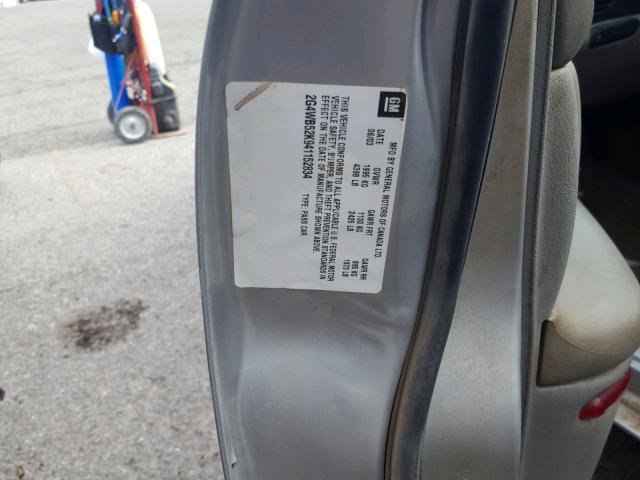 GM
MFD BY GENERAL MOTORS OF CANADA LTD.
DATE GVWR GAWR FRT GAWR RR
06/03 1995 KG 1100 KG 895 KG
4398 LB 2425 LB 1973 LB
THIS VEHICLE CONFORMS TO ALL APPLICABLE U.S. FEDERAL MOTOR
VEHICLE SAFETY, BUMPER, AND THEFT PREVENTION STANDARDS IN
EFFECT ON THE DATE OF MANUFACTURE SHOWN ABOVE.
2G4WB52K941152834 TYPE: PASS CAR